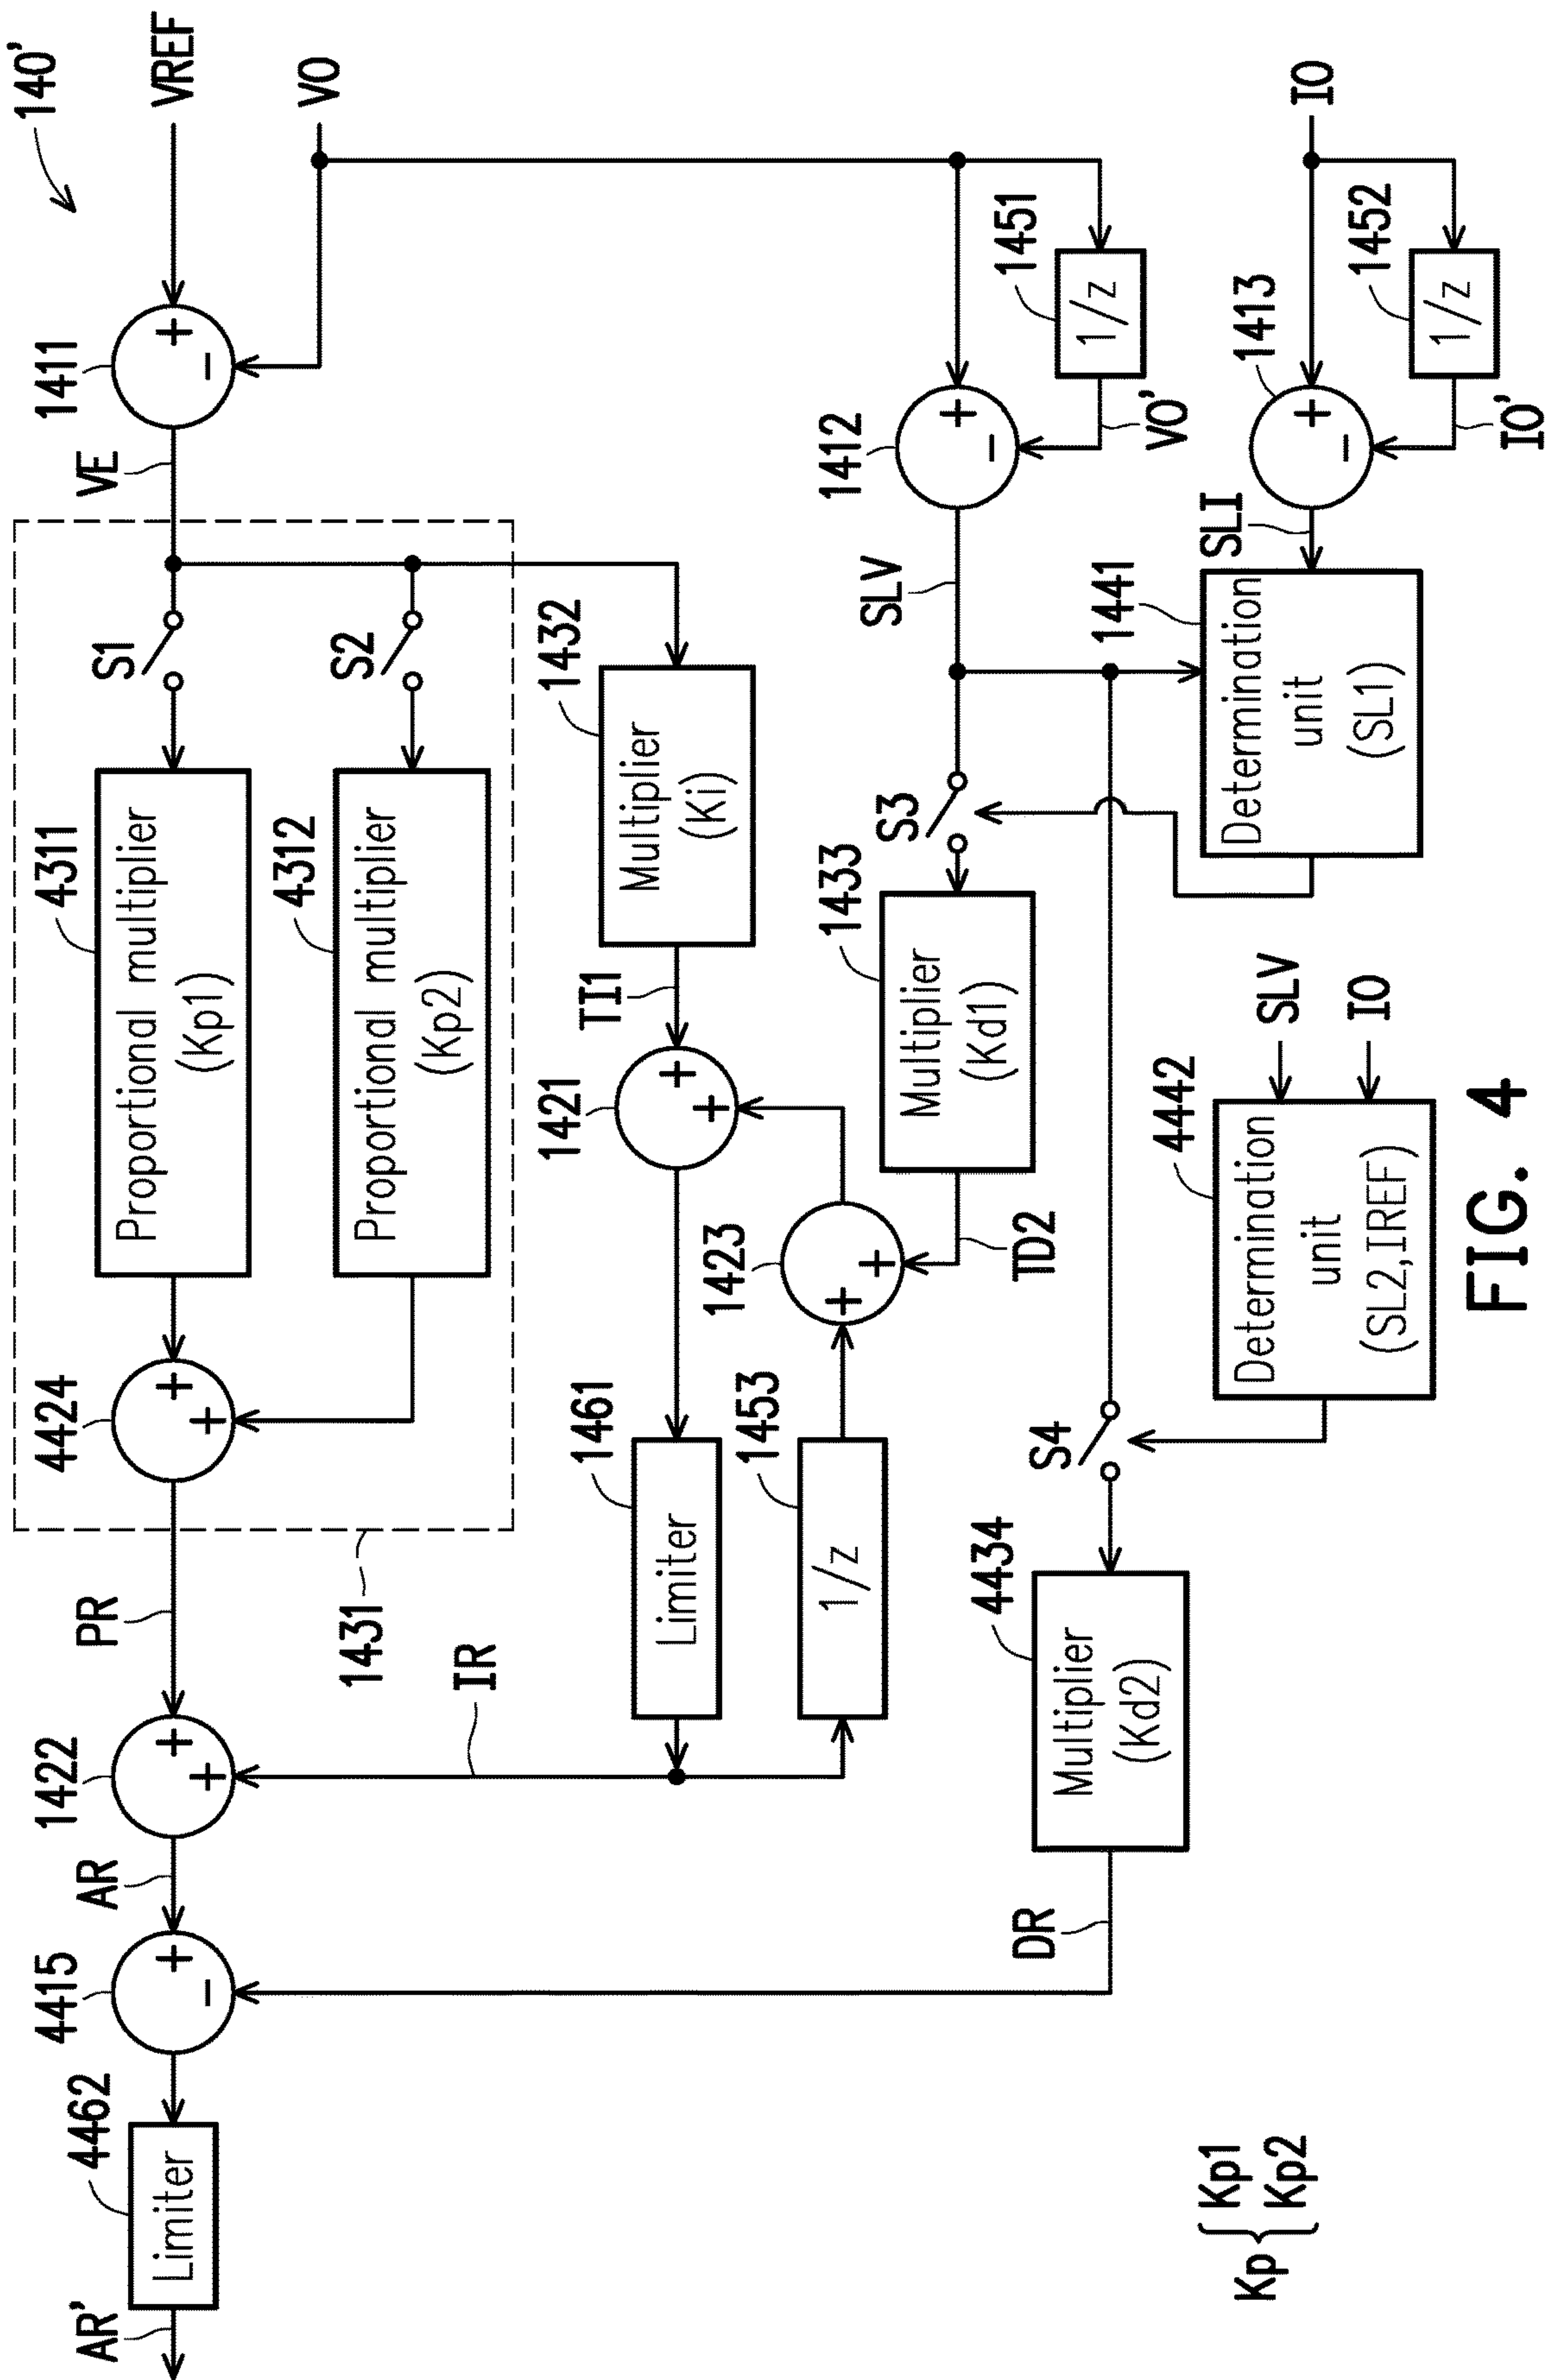 140'
VREF
VO
1411
VE
S1
S2
4311
Proportional multiplier
(Kp1)
4312
Proportional multiplier
(Kp2)
4424
1431
PR
1422
AR
4415
4462
Limiter
AR'
1432
Multiplier
(Ki)
TI1
1421
1461
Limiter
IR
1453
1/z
1423
TD2
1433
Multiplier
(Kd1)
S3
SLV
1412
1451
1/z
VO'
IO
1413
1452
1/z
IO'
SLI
1441
Determination
unit
(SL1)
S4
4434
Multiplier
(Kd2)
DR
SLV
IO
4442
Determination
unit
(SL2,IREF)
Kp { Kp1
Kp2
FIG. 4